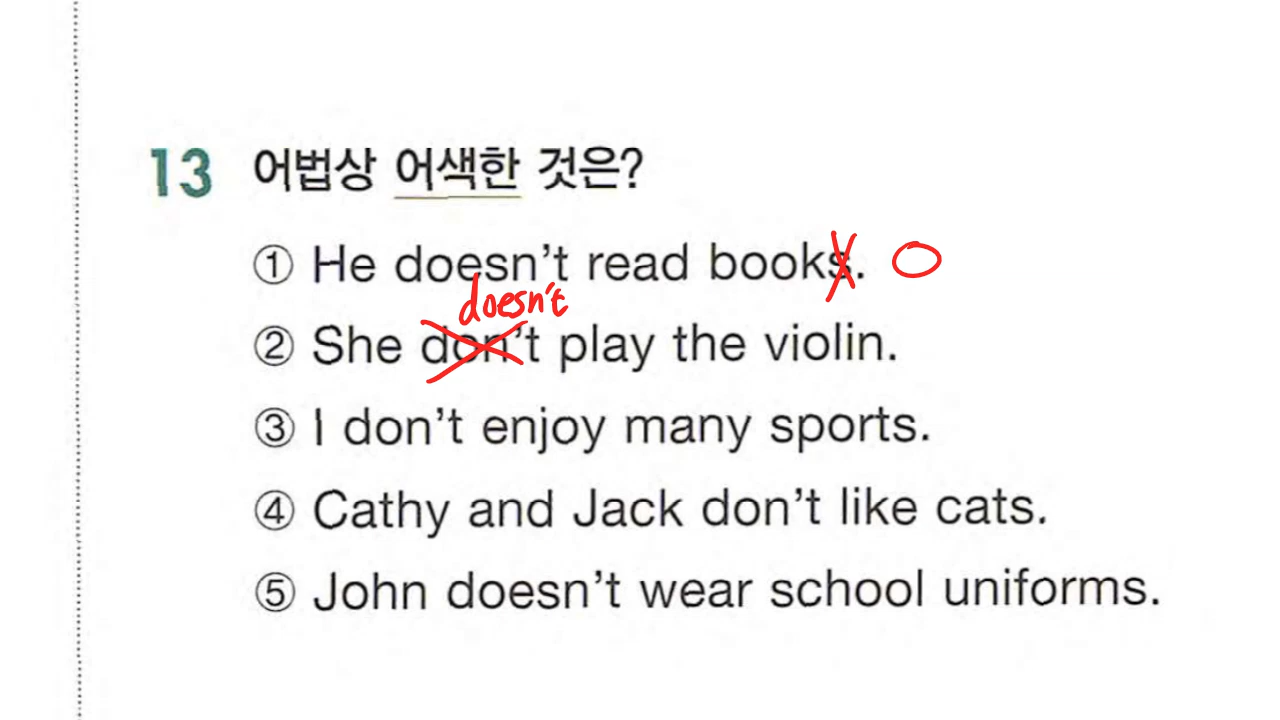 13 어법상 어색한 것은?
① He doesn't read books. O
doesn't
② She don't play the violin.
③ I don't enjoy many sports.
④ Cathy and Jack don't like cats.
⑤ John doesn't wear school uniforms.